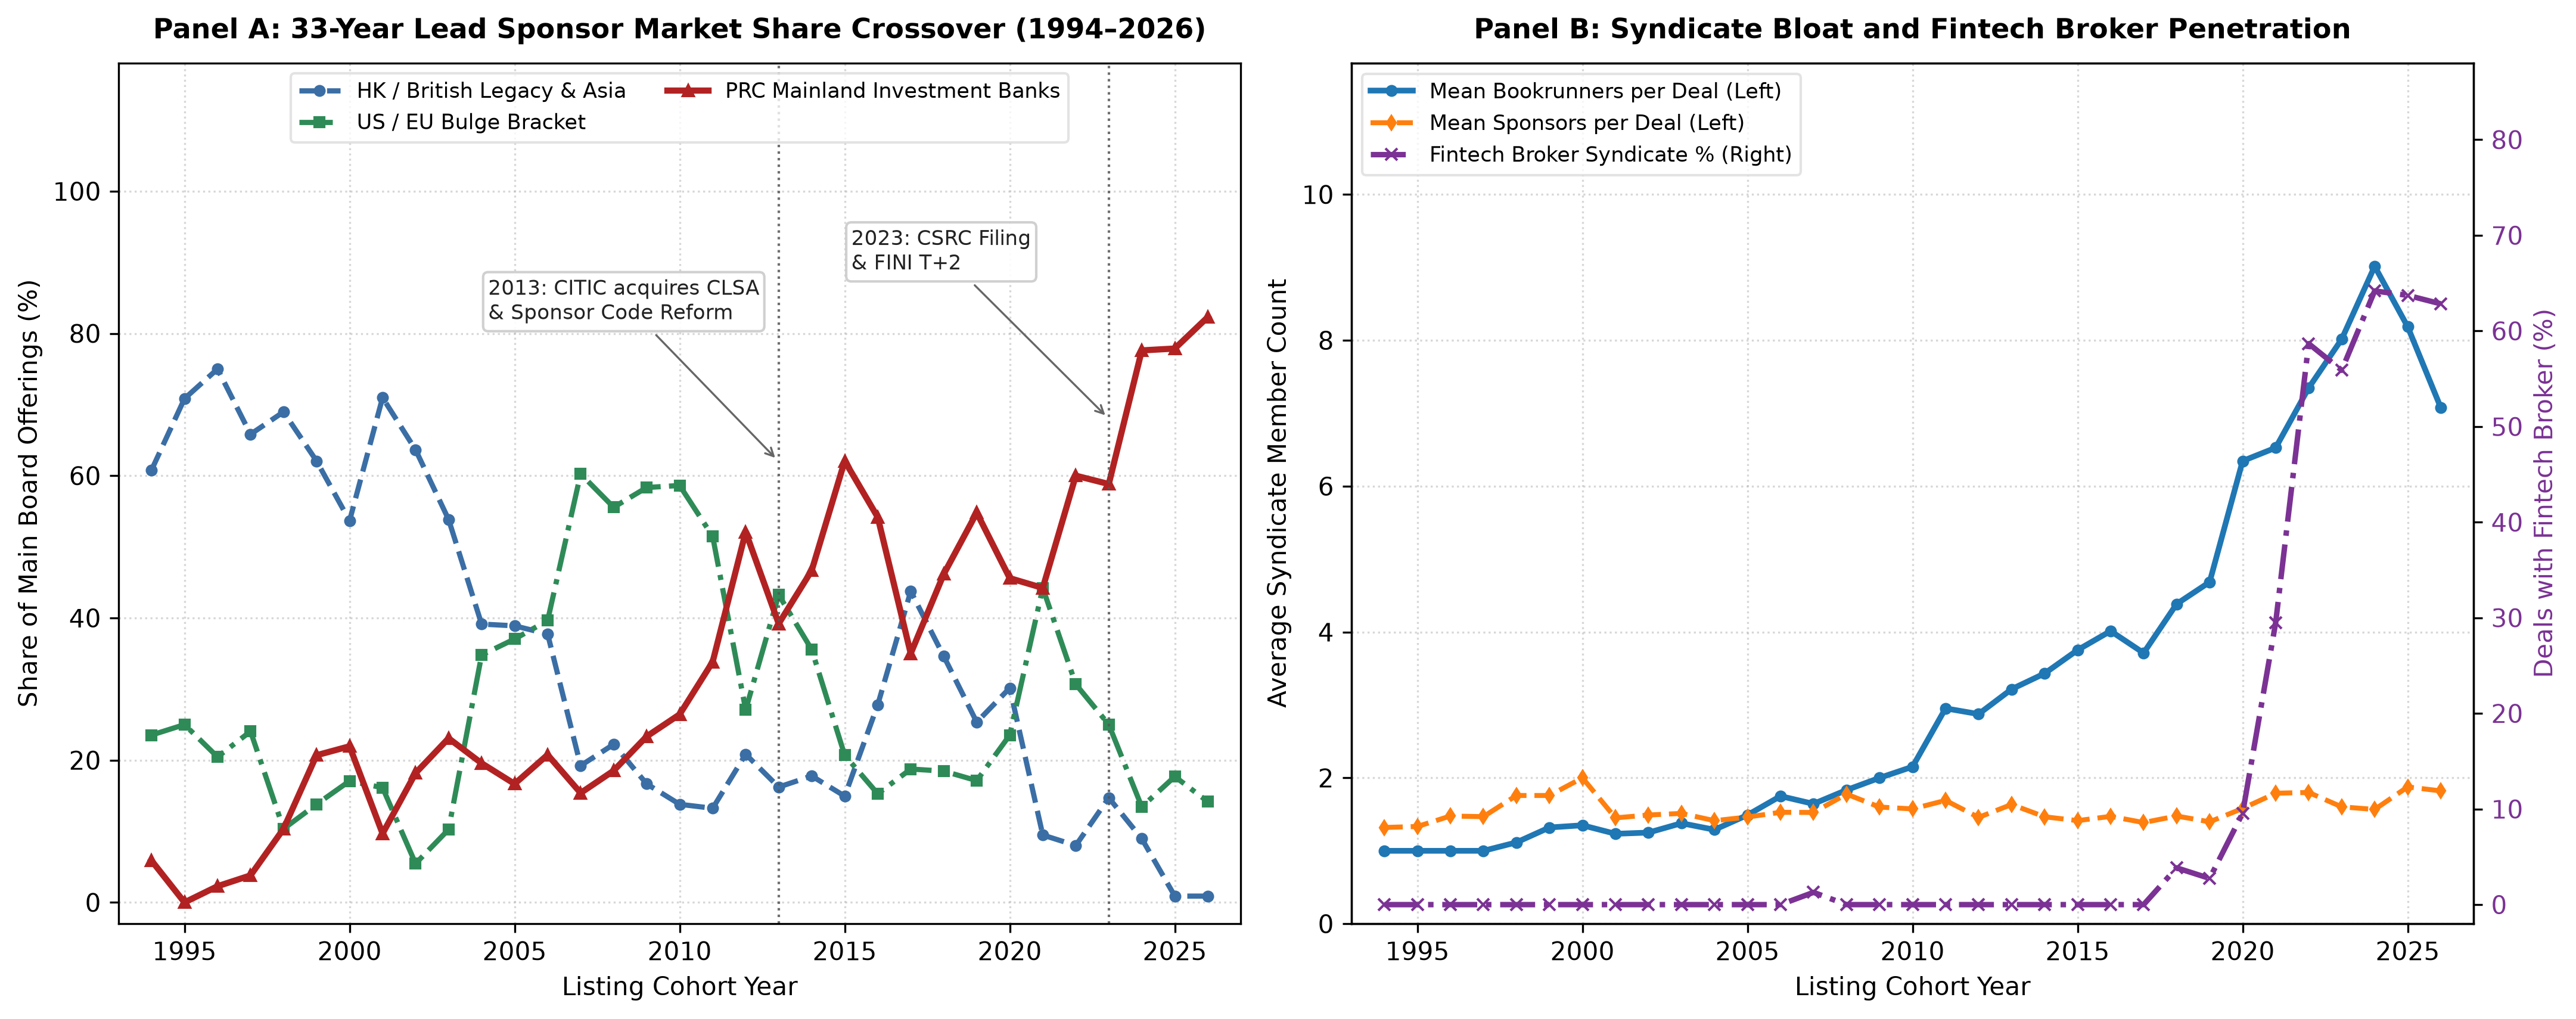 Panel A: 33-Year Lead Sponsor Market Share Crossover (1994–2026)
HK / British Legacy & Asia
US / EU Bulge Bracket
PRC Mainland Investment Banks
2013: CITIC acquires CLSA
& Sponsor Code Reform
2023: CSRC Filing
& FINI T+2
Share of Main Board Offerings (%)
100
80
60
40
20
0
1995 2000 2005 2010 2015 2020 2025
Listing Cohort Year
Panel B: Syndicate Bloat and Fintech Broker Penetration
Mean Bookrunners per Deal (Left)
Mean Sponsors per Deal (Left)
Fintech Broker Syndicate % (Right)
Average Syndicate Member Count
10
8
6
4
2
0
80
70
60
50
40
30
20
10
0
Deals with Fintech Broker (%)
1995 2000 2005 2010 2015 2020 2025
Listing Cohort Year